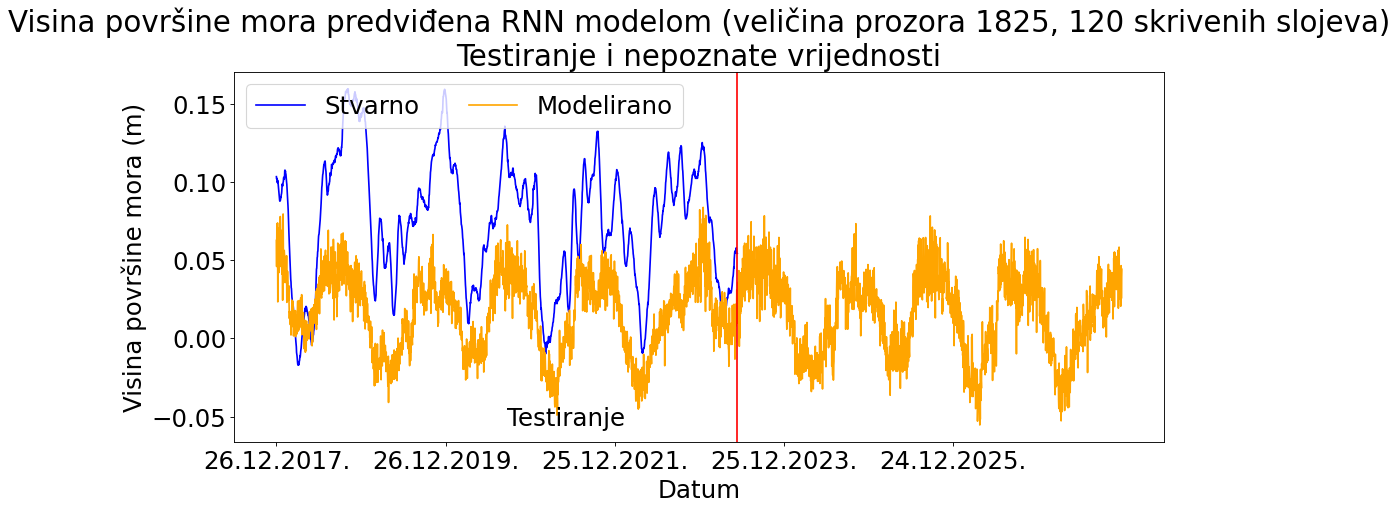 Visina površine mora predviđena RNN modelom (veličina prozora 1825, 120 skrivenih slojeva)
Testiranje i nepoznate vrijednosti
Stvarno Modelirano
Visina površine mora (m)
0.15
0.10
0.05
0.00
−0.05
Testiranje
26.12.2017. 26.12.2019. 25.12.2021. 25.12.2023. 24.12.2025.
Datum